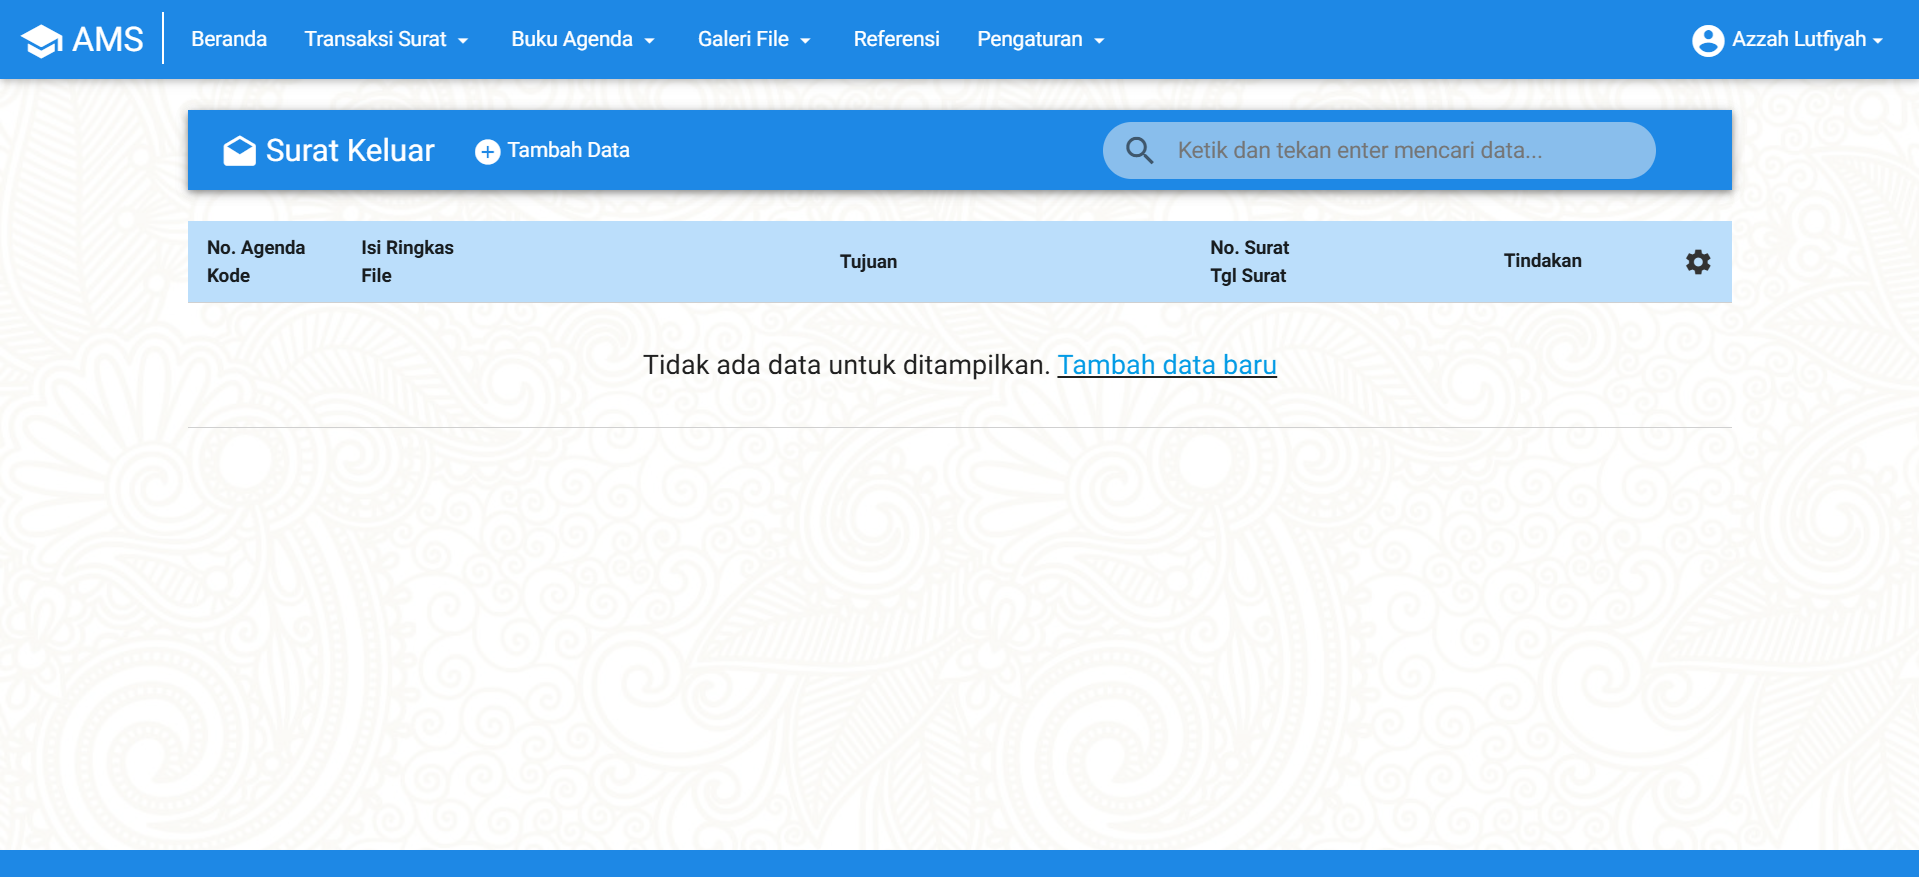 AMS
Beranda
Transaksi Surat
Buku Agenda
Galeri File
Referensi
Pengaturan
Azzah Lutfiyah
Surat Keluar
Tambah Data
Ketik dan tekan enter mencari data...
No. Agenda
Kode
Isi Ringkas
File
Tujuan
No. Surat
Tgl Surat
Tindakan
Tidak ada data untuk ditampilkan. Tambah data baru